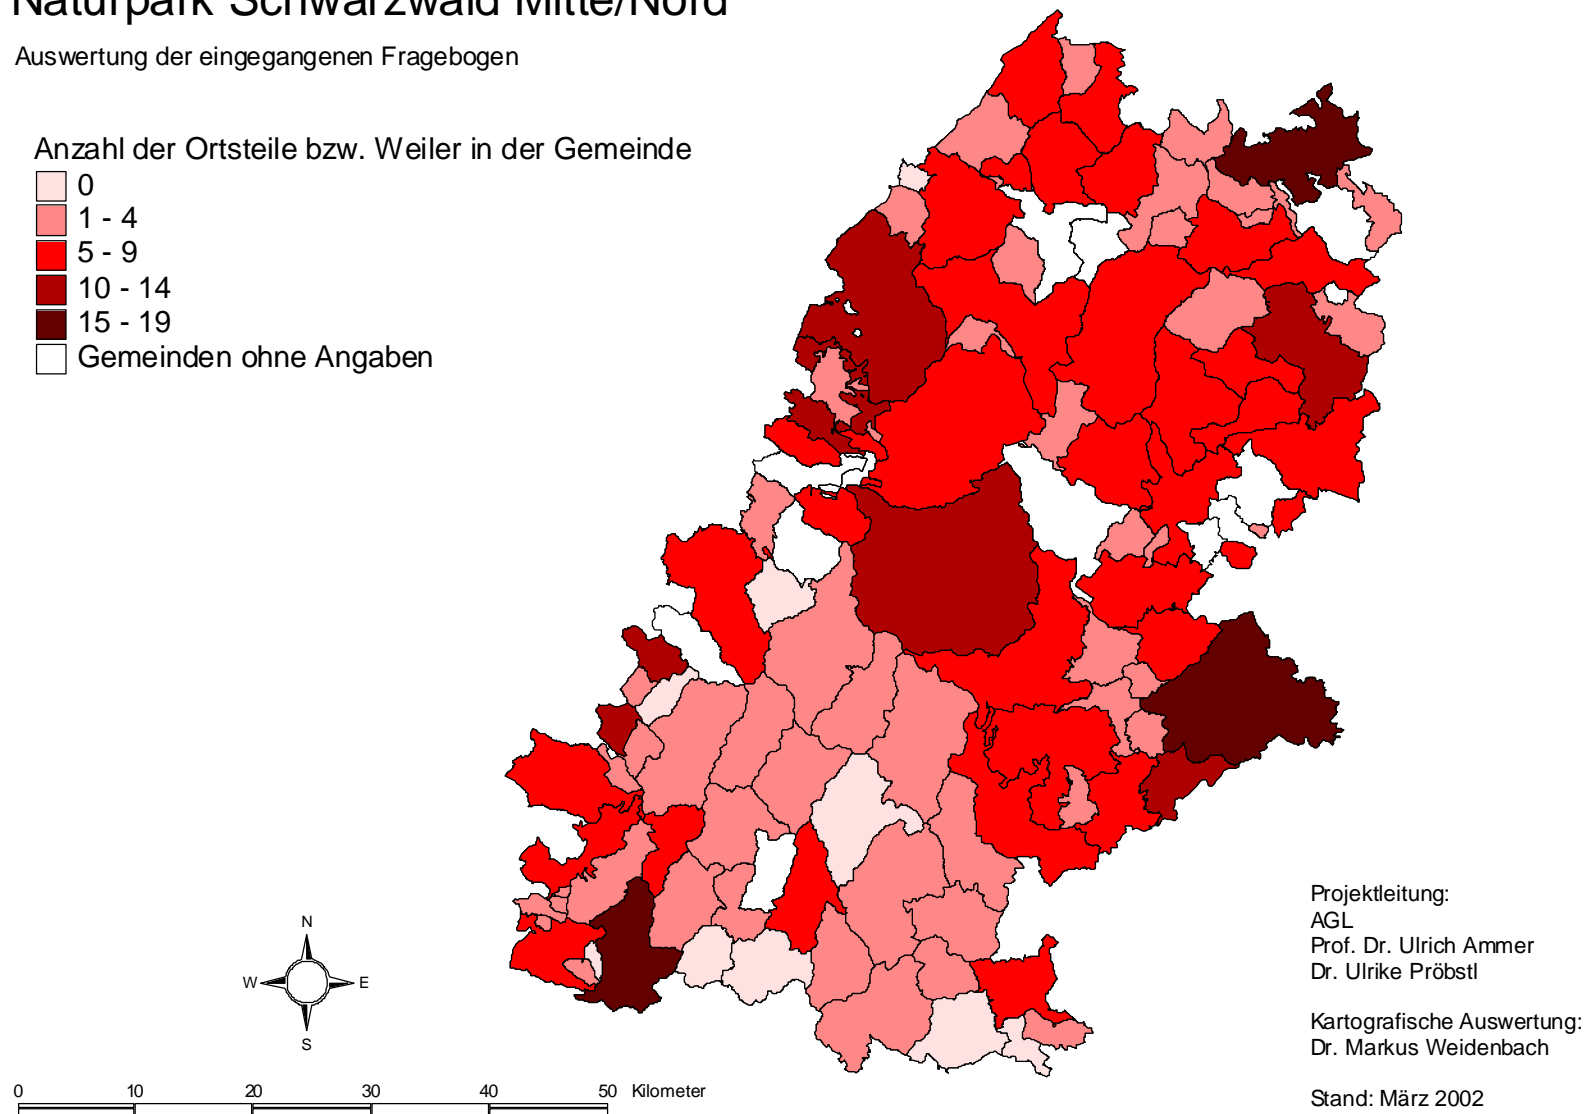 Naturpark Schwarzwald Mitte/Nord
Auswertung der eingegangenen Fragebogen
Anzahl der Ortsteile bzw. Weiler in der Gemeinde
0
1 - 4
5 - 9
10 - 14
15 - 19
Gemeinden ohne Angaben
N
W E
S
0 10 20 30 40 50 Kilometer
Projektleitung:
AGL
Prof. Dr. Ulrich Ammer
Dr. Ulrike Pröbstl
Kartografische Auswertung:
Dr. Markus Weidenbach
Stand: März 2002